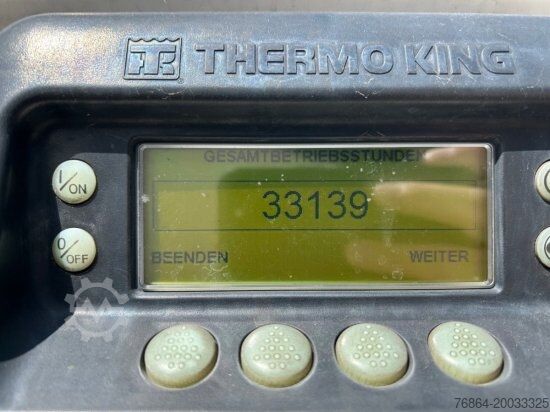 THERMO KING
GESAMTBETRIEBSSTUNDEN
I/ON
33139
0/OFF
BEENDEN WEITER
76864-20033325